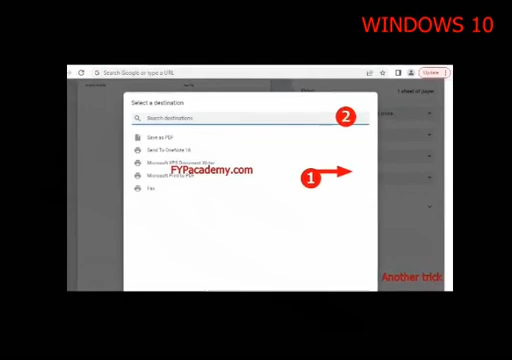 WINDOWS 10
Search Google or type a URL
Update
1 sheet of paper
Select a destination
Search destinations
2
Save as PDF
Send To OneNote 16
Microsoft XPS Document Writer
FYPacademy.com
Microsoft Print to PDF
1
Fax
Another trick